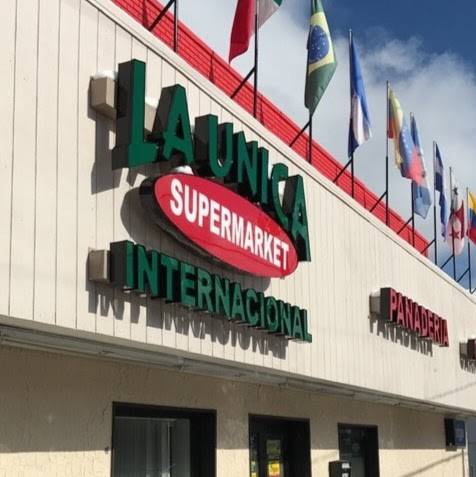 LA UNICA
SUPERMARKET
INTERNACIONAL
PANADERIA